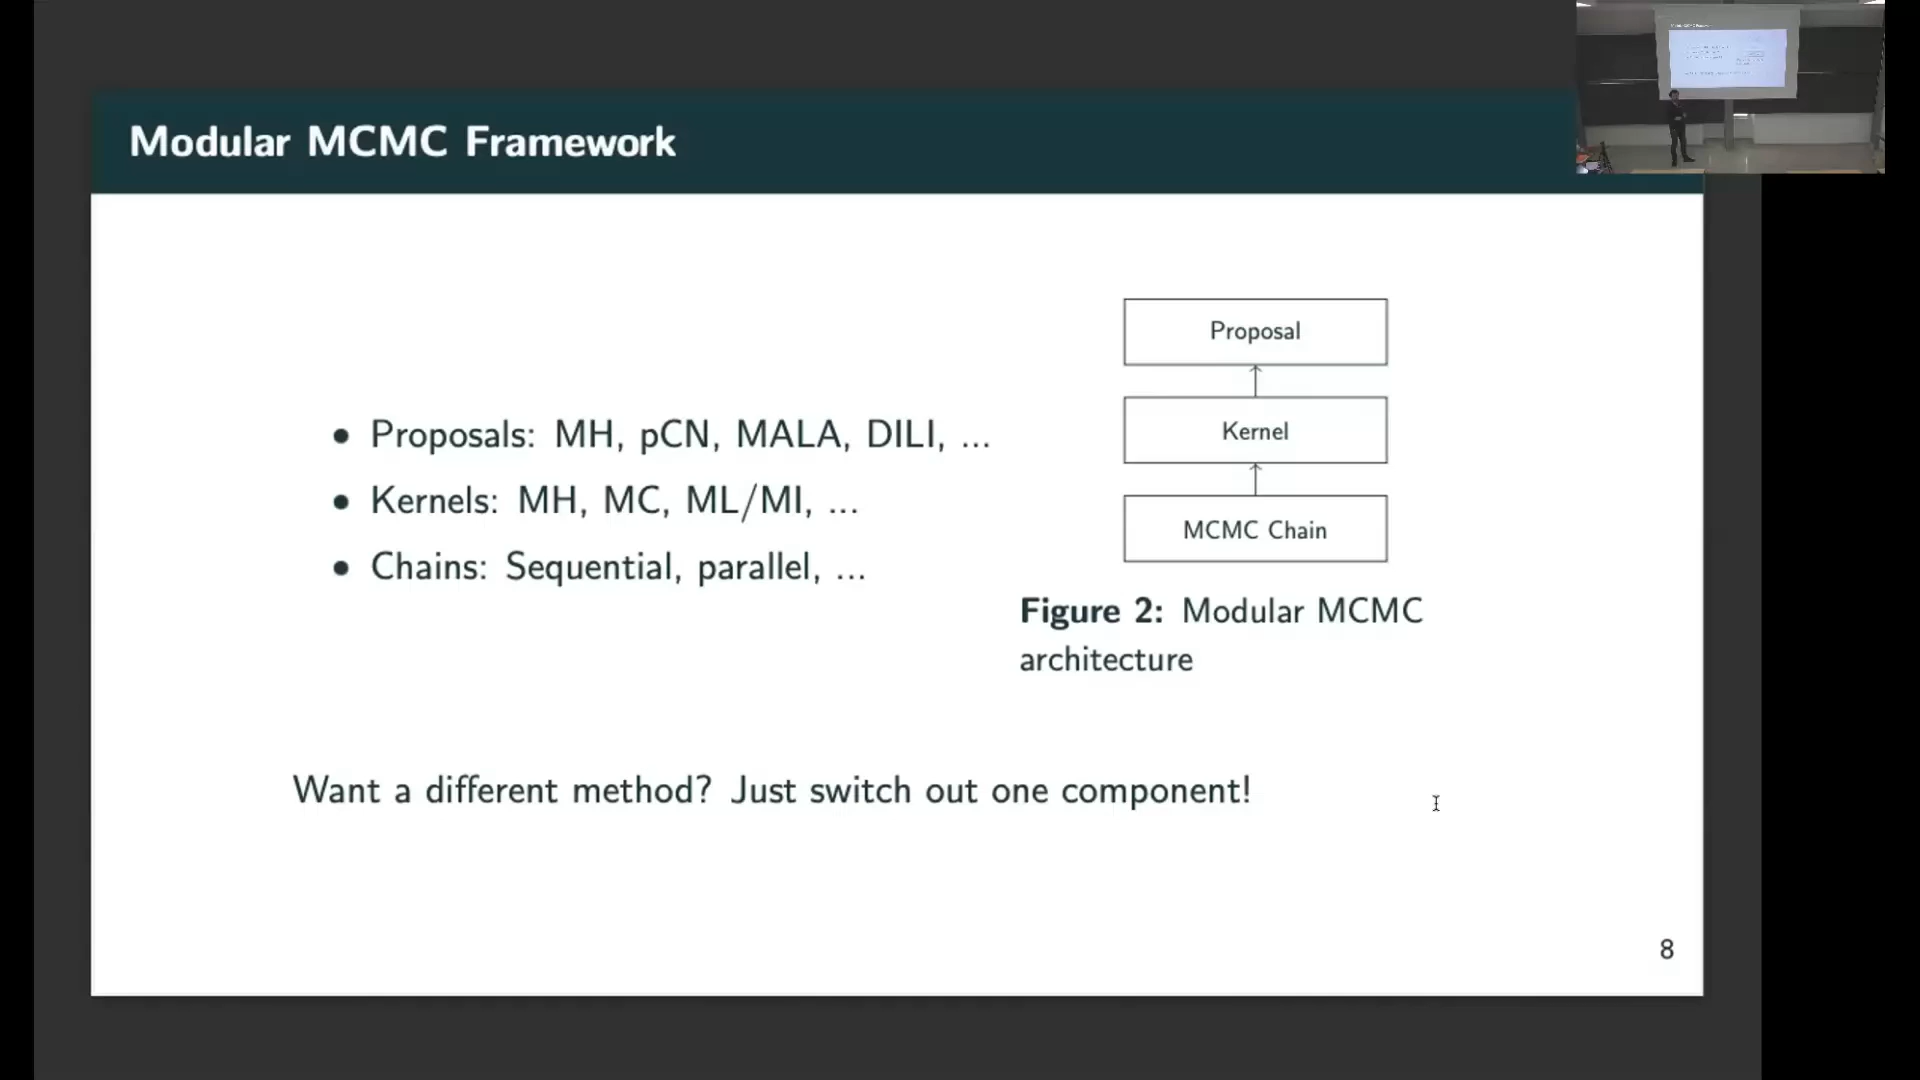 Modular MCMC Framework
• Proposals: MH, pCN, MALA, DILI, ...
• Kernels: MH, MC, ML/MI, ...
• Chains: Sequential, parallel, ...
Proposal
Kernel
MCMC Chain
Figure 2: Modular MCMC
architecture
Want a different method? Just switch out one component!
8